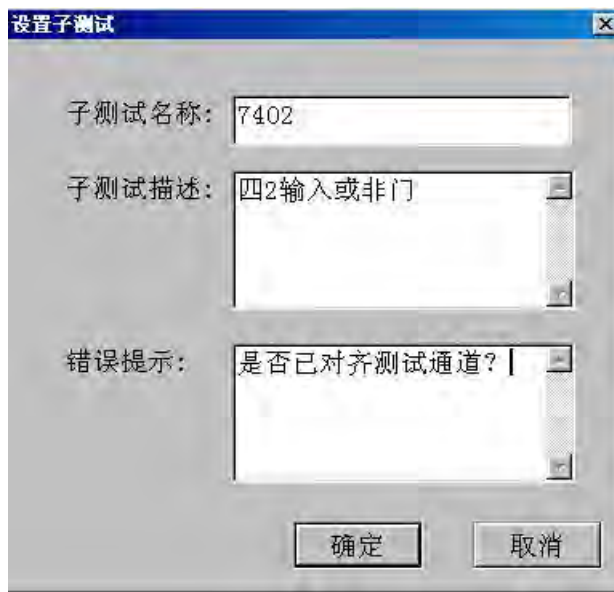 设置子测试
子测试名称: 7402
子测试描述: 四2输入或非门
错误提示: 是否已对齐测试通道?
确定 取消